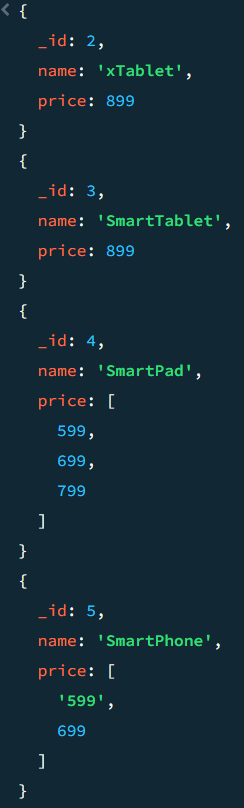 {
_id: 2,
name: 'xTablet',
price: 899
}
{
_id: 3,
name: 'SmartTablet',
price: 899
}
{
_id: 4,
name: 'SmartPad',
price: [
599,
699,
799
]
}
{
_id: 5,
name: 'SmartPhone',
price: [
'599',
699
]
}